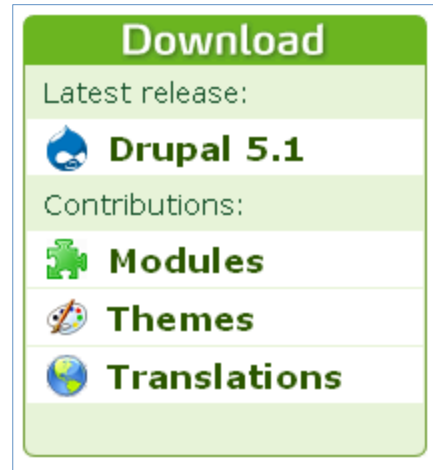 Download
Latest release:
Drupal 5.1
Contributions:
Modules
Themes
Translations